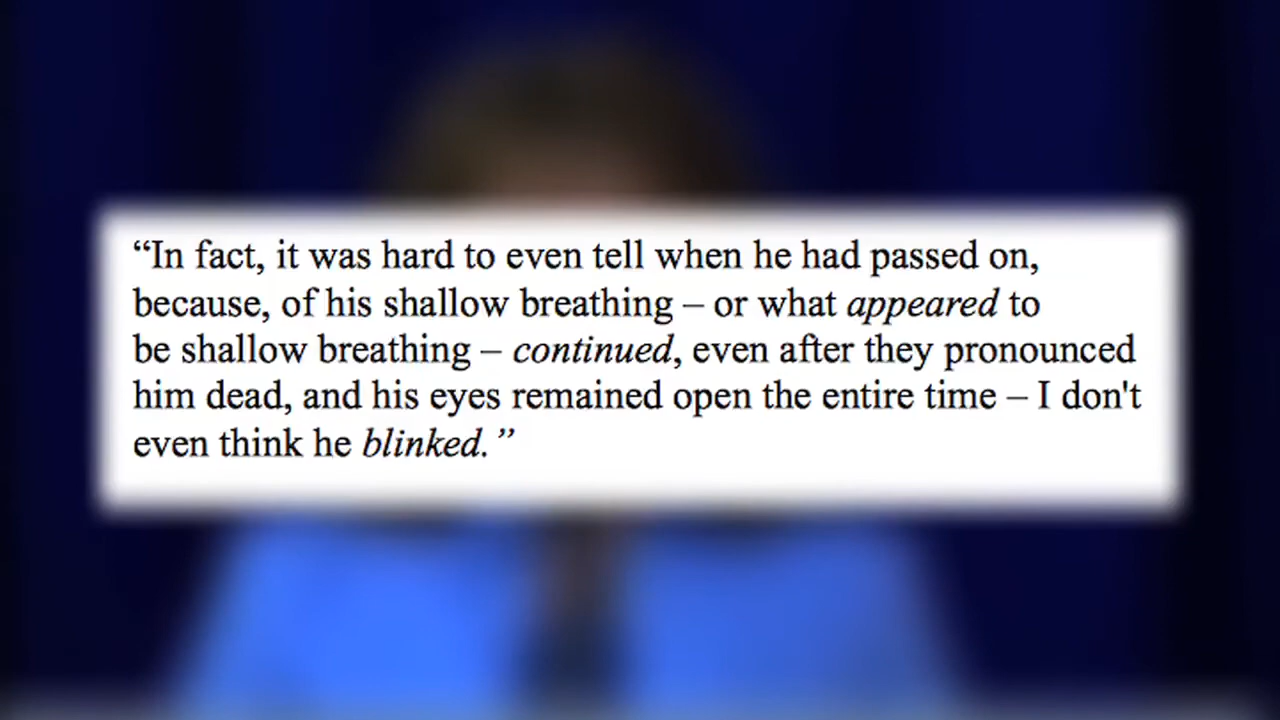 “In fact, it was hard to even tell when he had passed on,
because, of his shallow breathing – or what appeared to
be shallow breathing – continued, even after they pronounced
him dead, and his eyes remained open the entire time – I don't
even think he blinked.”